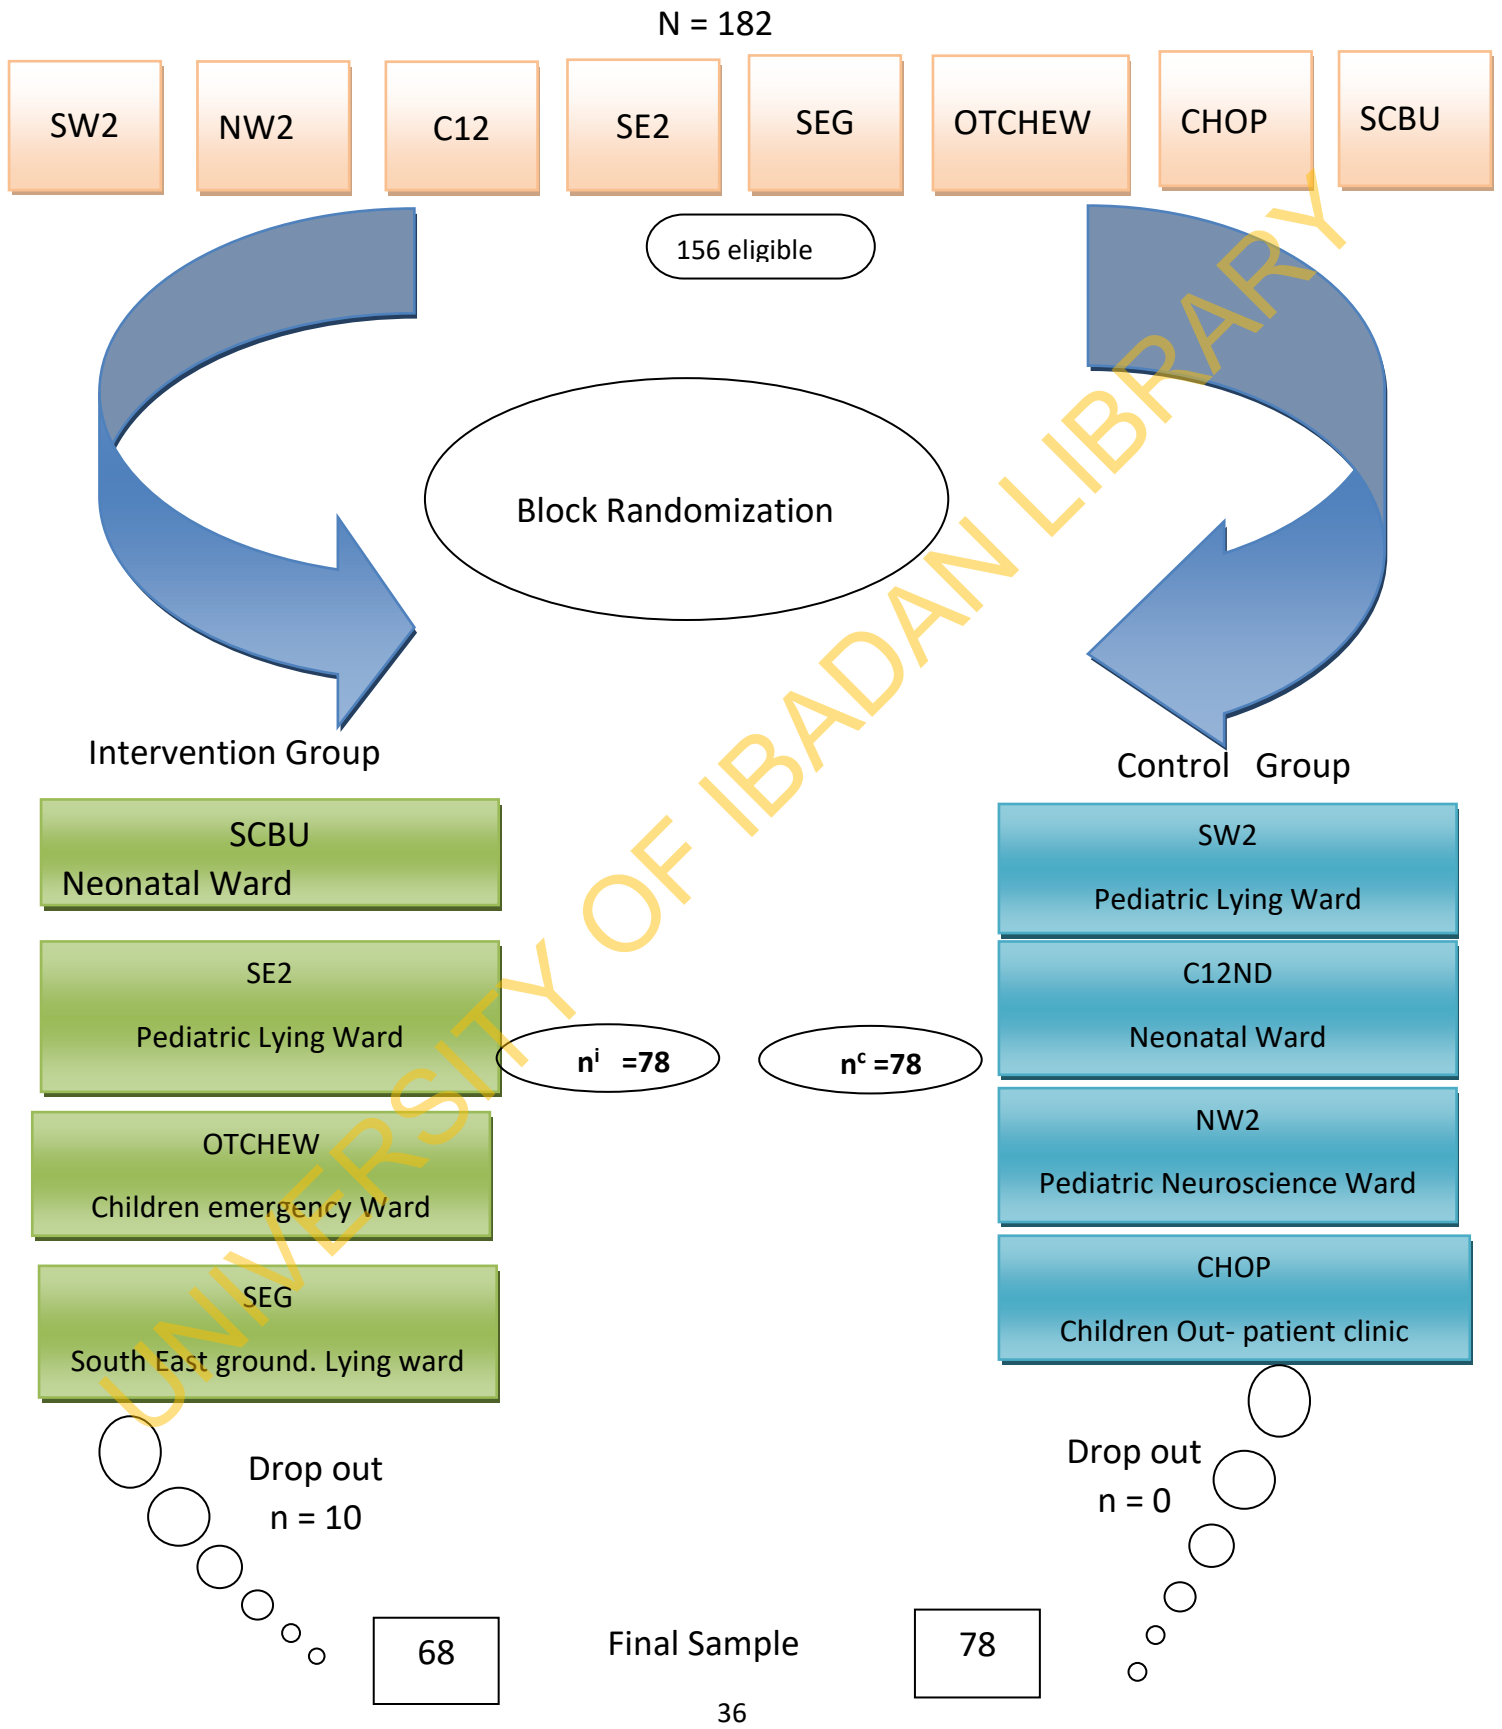 N = 182
SW2
NW2
C12
SE2
SEG
OTCHEW
CHOP
SCBU
156 eligible
Block Randomization
Intervention Group
Control Group
SCBU
Neonatal Ward
SE2
Pediatric Lying Ward
OTCHEW
Children emergency Ward
SEG
South East ground. Lying ward
nⁱ =78
nᶜ =78
SW2
Pediatric Lying Ward
C12ND
Neonatal Ward
NW2
Pediatric Neuroscience Ward
CHOP
Children Out- patient clinic
Drop out
n = 10
Drop out
n = 0
68
Final Sample
78
36
UNIVERSITY OF IBADAN LIBRARY